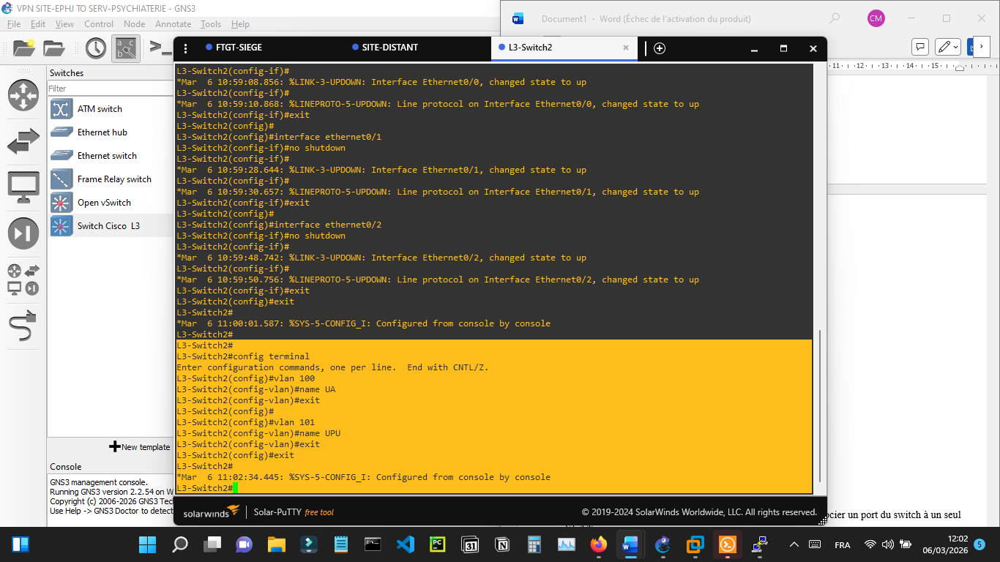 VPN SITE-EPHJ TO SERV-PSYCHIATERIE - GNS3
File Edit View Control Node Annotate Tools Help
Document1 - Word (Échec de l'activation du produit)
CM
FTGT-SIEGE
SITE-DISTANT
L3-Switch2
11 12 13 14 15
Switches
Filter
ATM switch
Ethernet hub
Ethernet switch
Frame Relay switch
Open vSwitch
Switch Cisco L3
New template
Console
GNS3 management console.
Running GNS3 version 2.2.54 on W
Copyright (c) 2006-2026 GNS3 Tec
Use Help -> GNS3 Doctor to detect
L3-Switch2(config-if)#
*Mar  6 10:59:08.856: %LINK-3-UPDOWN: Interface Ethernet0/0, changed state to up
L3-Switch2(config-if)#
*Mar  6 10:59:10.868: %LINEPROTO-5-UPDOWN: Line protocol on Interface Ethernet0/0, changed state to up
L3-Switch2(config-if)#exit
L3-Switch2(config)#
L3-Switch2(config)#interface ethernet0/1
L3-Switch2(config-if)#no shutdown
L3-Switch2(config-if)#
*Mar  6 10:59:28.644: %LINK-3-UPDOWN: Interface Ethernet0/1, changed state to up
L3-Switch2(config-if)#
*Mar  6 10:59:30.657: %LINEPROTO-5-UPDOWN: Line protocol on Interface Ethernet0/1, changed state to up
L3-Switch2(config-if)#exit
L3-Switch2(config)#
L3-Switch2(config)#interface ethernet0/2
L3-Switch2(config-if)#no shutdown
L3-Switch2(config-if)#
*Mar  6 10:59:48.742: %LINK-3-UPDOWN: Interface Ethernet0/2, changed state to up
L3-Switch2(config-if)#
*Mar  6 10:59:50.756: %LINEPROTO-5-UPDOWN: Line protocol on Interface Ethernet0/2, changed state to up
L3-Switch2(config-if)#exit
L3-Switch2(config)#exit
L3-Switch2#
*Mar  6 11:00:01.587: %SYS-5-CONFIG_I: Configured from console by console
L3-Switch2#
L3-Switch2#
L3-Switch2#config terminal
Enter configuration commands, one per line.  End with CNTL/Z.
L3-Switch2(config)#vlan 100
L3-Switch2(config-vlan)#name UA
L3-Switch2(config-vlan)#exit
L3-Switch2(config)#
L3-Switch2(config)#vlan 101
L3-Switch2(config-vlan)#name UPU
L3-Switch2(config-vlan)#exit
L3-Switch2(config)#exit
L3-Switch2#
*Mar  6 11:02:34.445: %SYS-5-CONFIG_I: Configured from console by console
L3-Switch2#
solarwinds
Solar-PuTTY free tool
© 2019-2024 SolarWinds Worldwide, LLC. All rights reserved.
ocier un port du switch à un seul
31
FRA
12:02
06/03/2026
5